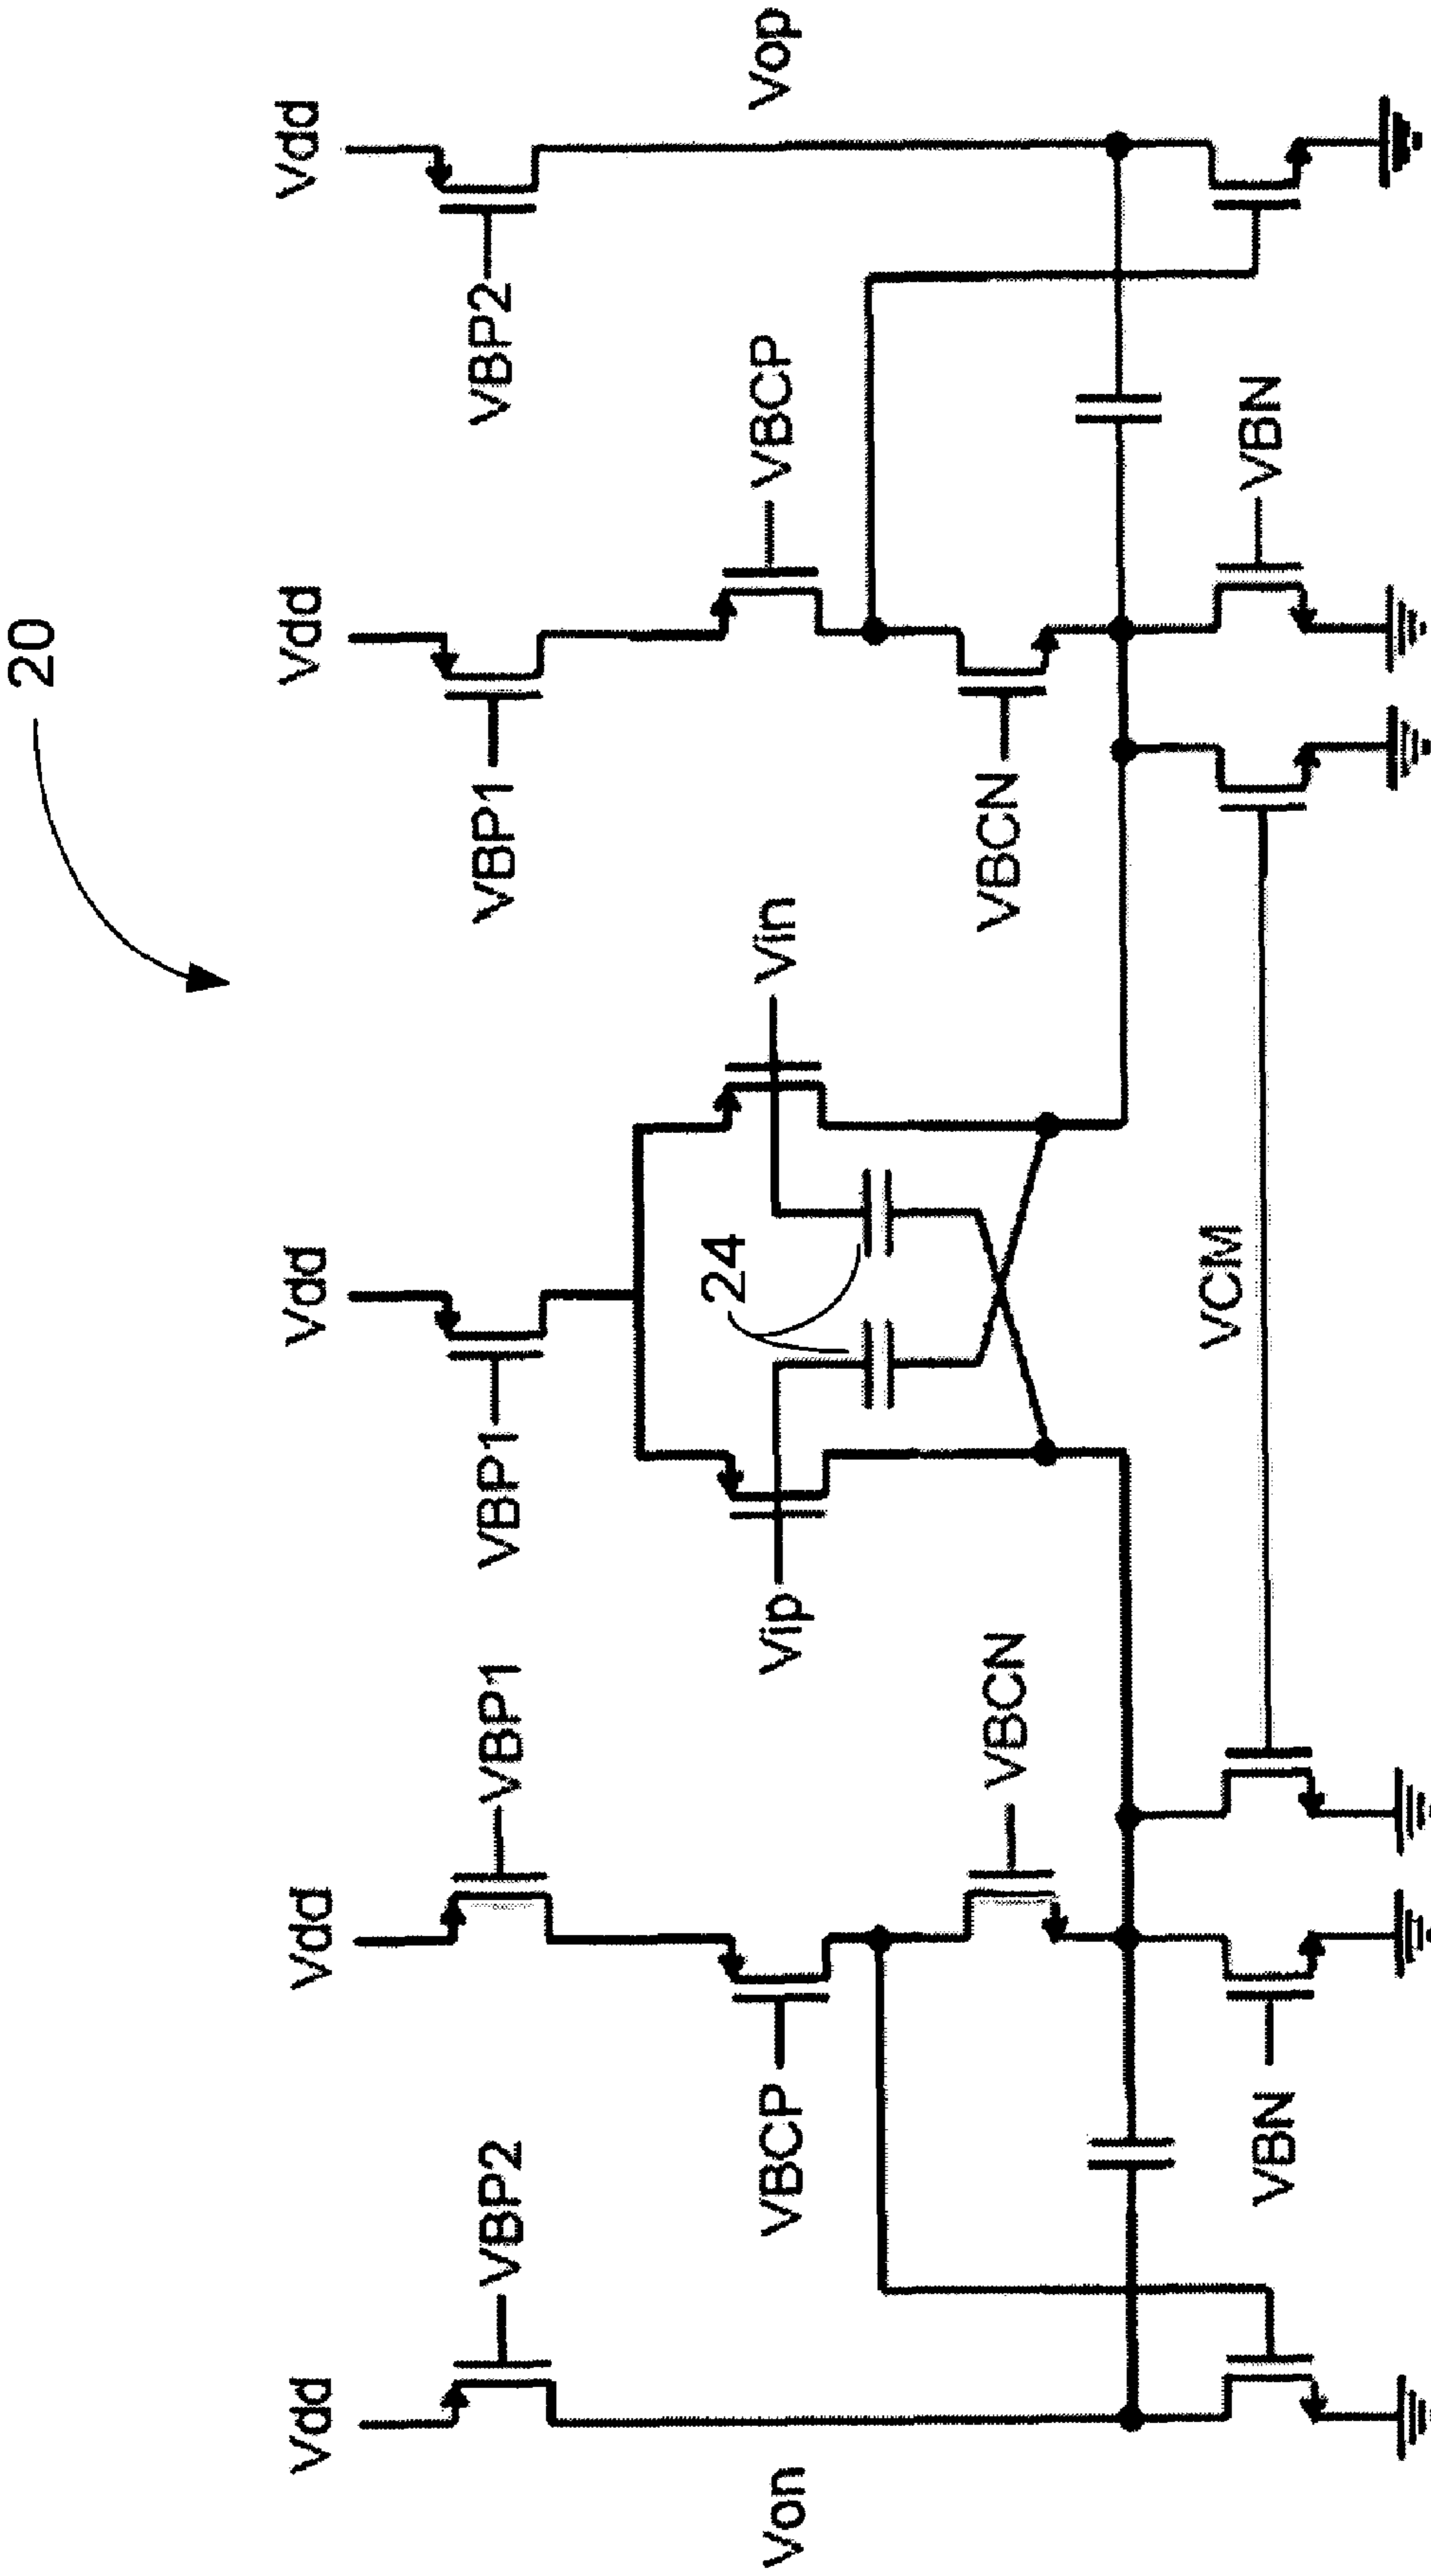 20
Vdd
Vdd
Vdd
Vdd
Vdd
VBP2
VBP1
VBP1
VBP1
VBP2
24
Von
VBCP
Vip
Vin
VBCP
Vop
VBCN
VBCN
VCM
VBN
VBN